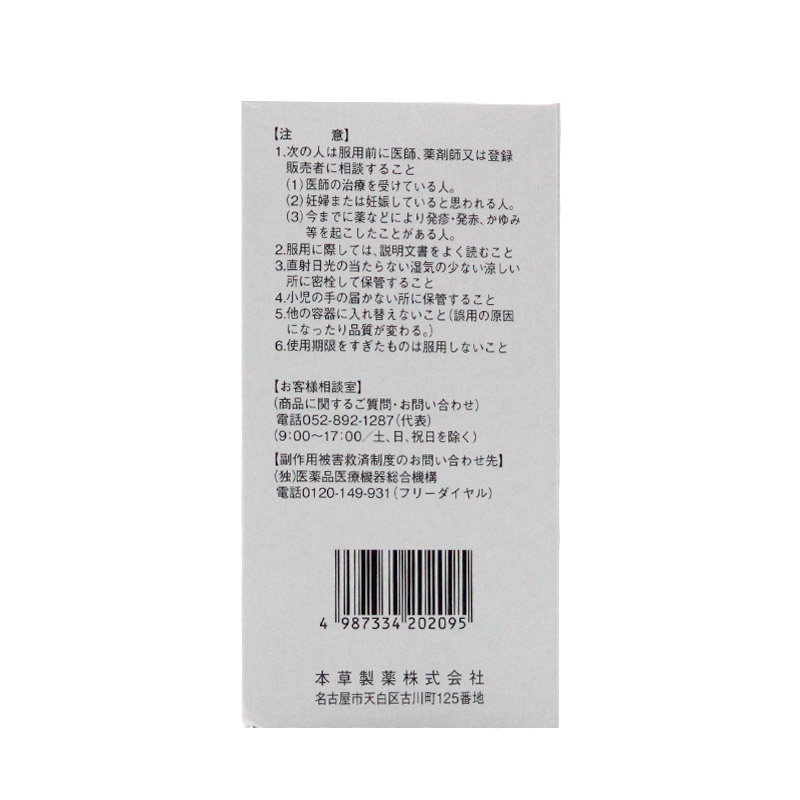 【注　　意】
1.次の人は服用前に医師、薬剤師又は登録
販売者に相談すること
(1)医師の治療を受けている人。
(2)妊婦または妊娠していると思われる人。
(3)今までに薬などにより発疹・発赤、かゆみ
等を起こしたことがある人。
2.服用に際しては、説明文書をよく読むこと
3.直射日光の当たらない湿気の少ない涼しい
所に密栓して保管すること
4.小児の手の届かない所に保管すること
5.他の容器に入れ替えないこと(誤用の原因
になったり品質が変わる。)
6.使用期限をすぎたものは服用しないこと
【お客様相談室】
(商品に関するご質問・お問い合わせ)
電話052-892-1287(代表)
(9:00〜17:00/土、日、祝日を除く)
【副作用被害救済制度のお問い合わせ先】
(独)医薬品医療機器総合機構
電話0120-149-931(フリーダイヤル)
4 987334 202095
本草製薬株式会社
名古屋市天白区古川町125番地